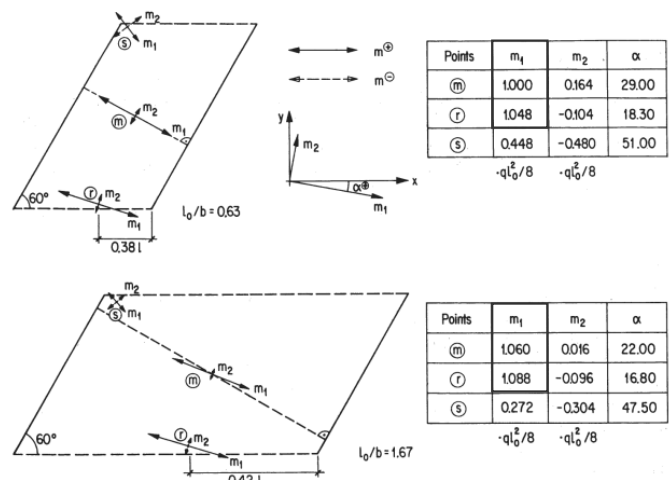 m₂
ⓢ
m₁
m₂
ⓜ
m₁
60°
ⓡ
m₂
m₁
l₀/b = 0,63
0,38 l
m⊕
m⊖
y
m₂
x
α⊕
m₁
Points m₁ m₂ α
ⓜ 1.000 0.164 29.00
ⓡ 1.048 -0.104 18.30
ⓢ 0.448 -0.480 51.00
·ql₀²/8 ·ql₀²/8
m₂
ⓢ
m₁
m₂
ⓜ
m₁
60°
ⓡ
m₂
m₁
l₀/b = 1.67
0,42 l
Points m₁ m₂ α
ⓜ 1.060 0.016 22.00
ⓡ 1.088 -0.096 16.80
ⓢ 0.272 -0.304 47.50
·ql₀²/8 ·ql₀²/8